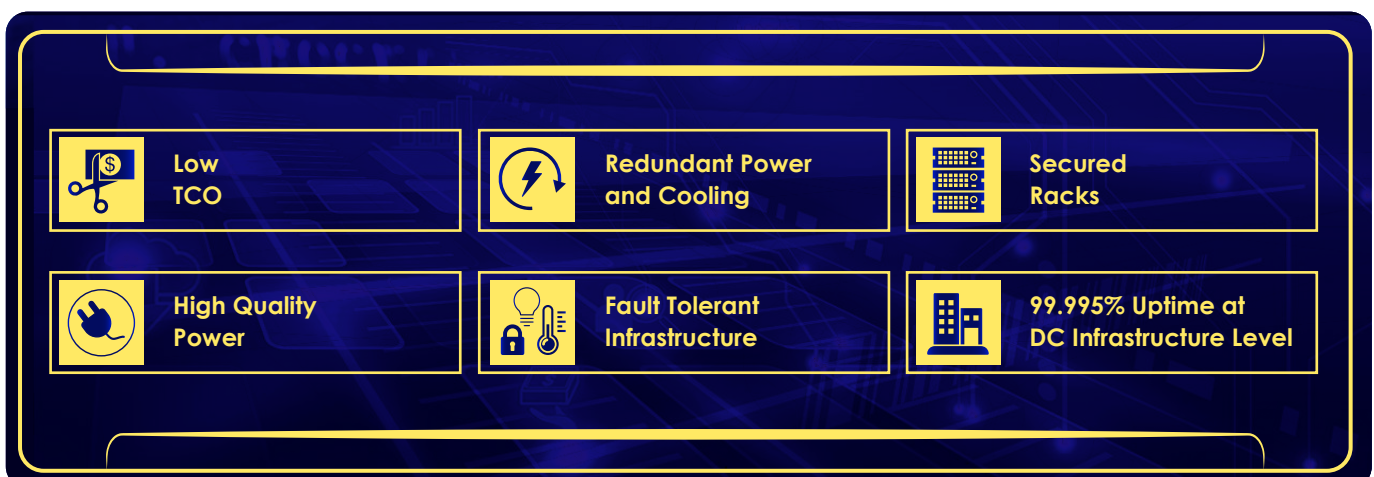 Low
TCO
Redundant Power
and Cooling
Secured
Racks
High Quality
Power
Fault Tolerant
Infrastructure
99.995% Uptime at
DC Infrastructure Level